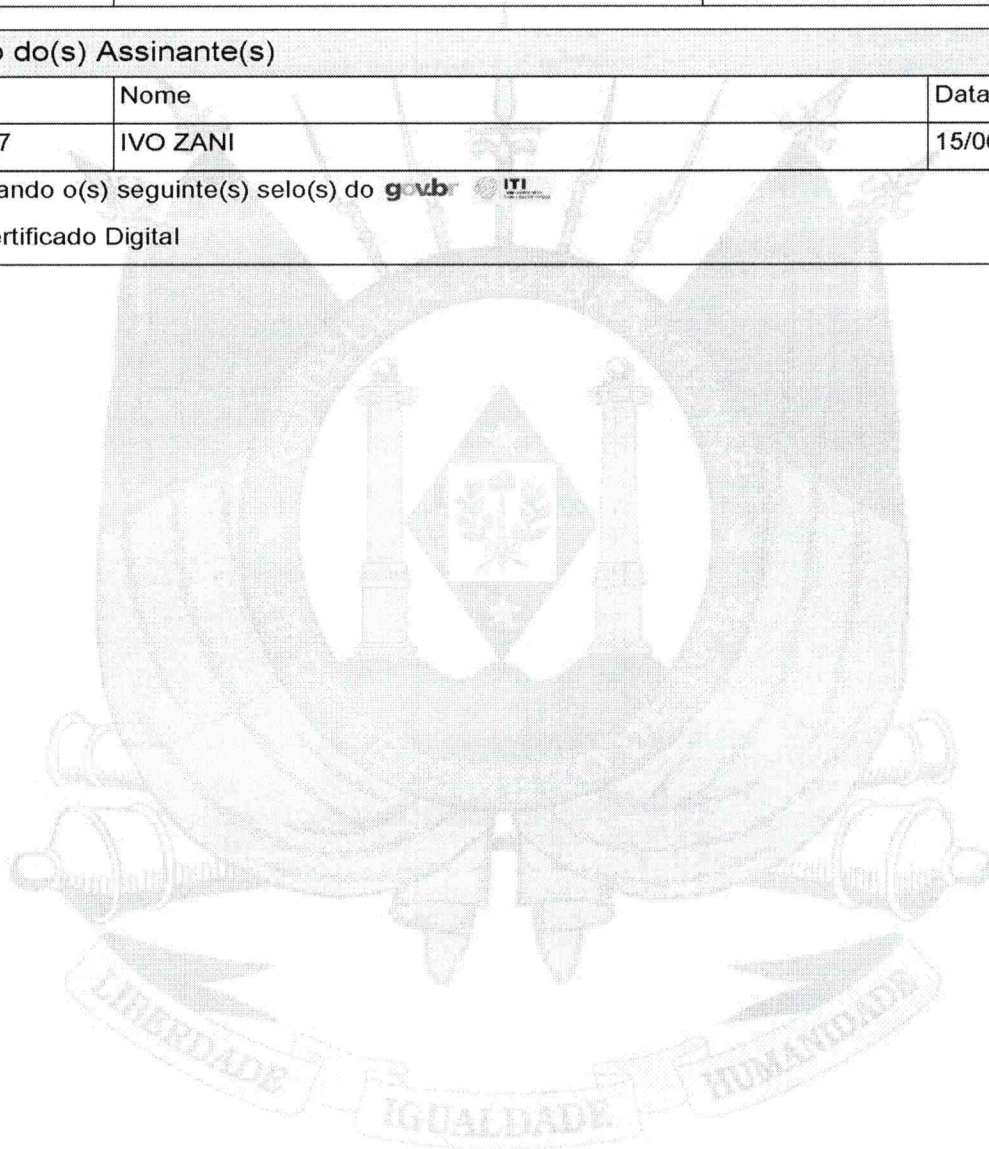 o do(s) Assinante(s)
Nome Data
7 IVO ZANI 15/0
ando o(s) seguinte(s) selo(s) do gov.br ITI
ertificado Digital
LIBERDADE
IGUALDADE
HUMANIDADE